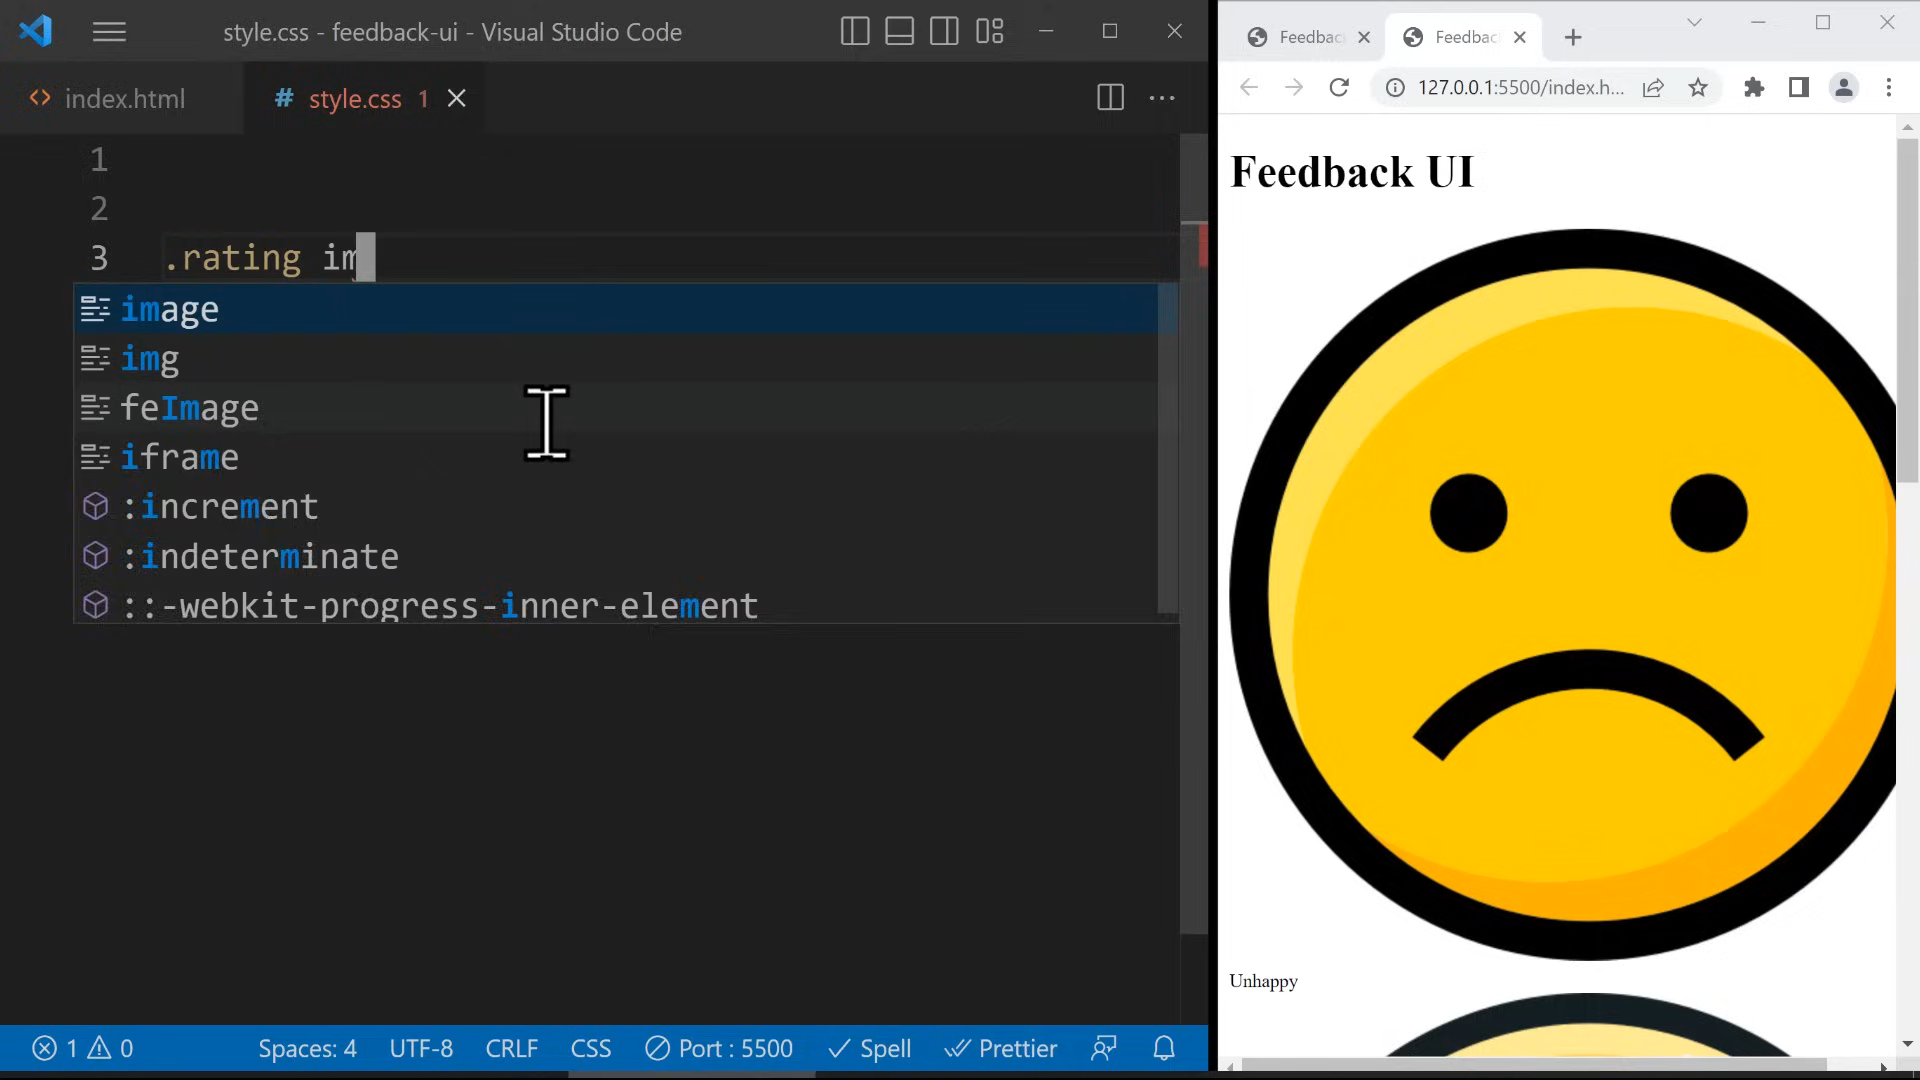 style.css - feedback-ui - Visual Studio Code
index.html
# style.css 1
1
2
3 .rating im
image
img
feImage
iframe
:increment
:indeterminate
::-webkit-progress-inner-element
1 0 Spaces: 4 UTF-8 CRLF CSS Port : 5500 Spell Prettier
Feedbac
Feedbac
127.0.0.1:5500/index.h...
Feedback UI
Unhappy